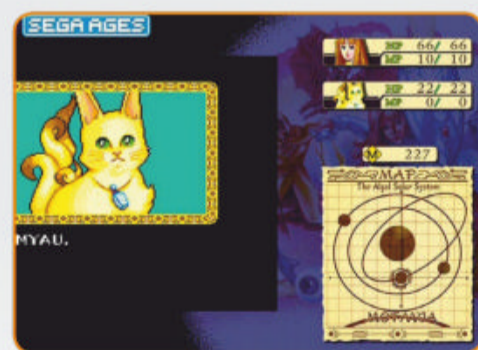 SEGA AGES
HP 66/ 66
MP 10/ 10
HP 22/ 22
MP 0/ 0
M 227
MAP
The Algol Solar System
MOTAVIA
MYAU.